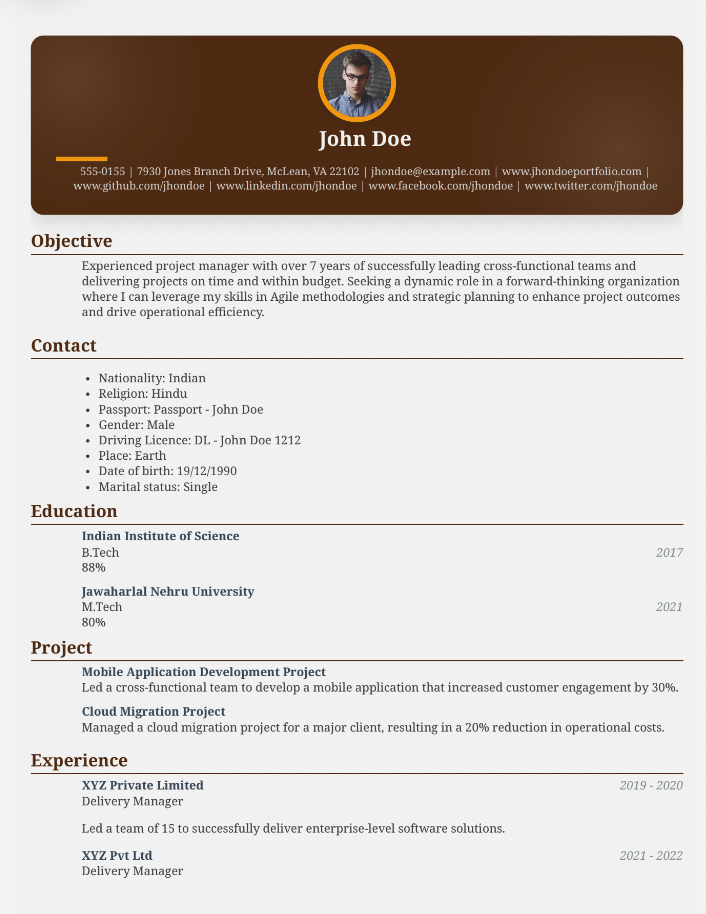 John Doe
555-0155 | 7930 Jones Branch Drive, McLean, VA 22102 | jhondoe@example.com | www.jhondoeportfolio.com |
www.github.com/jhondoe | www.linkedin.com/jhondoe | www.facebook.com/jhondoe | www.twitter.com/jhondoe
Objective
Experienced project manager with over 7 years of successfully leading cross-functional teams and
delivering projects on time and within budget. Seeking a dynamic role in a forward-thinking organization
where I can leverage my skills in Agile methodologies and strategic planning to enhance project outcomes
and drive operational efficiency.
Contact
• Nationality: Indian
• Religion: Hindu
• Passport: Passport - John Doe
• Gender: Male
• Driving Licence: DL - John Doe 1212
• Place: Earth
• Date of birth: 19/12/1990
• Marital status: Single
Education
Indian Institute of Science
B.Tech 2017
88%
Jawaharlal Nehru University
M.Tech 2021
80%
Project
Mobile Application Development Project
Led a cross-functional team to develop a mobile application that increased customer engagement by 30%.
Cloud Migration Project
Managed a cloud migration project for a major client, resulting in a 20% reduction in operational costs.
Experience
XYZ Private Limited 2019 - 2020
Delivery Manager
Led a team of 15 to successfully deliver enterprise-level software solutions.
XYZ Pvt Ltd 2021 - 2022
Delivery Manager